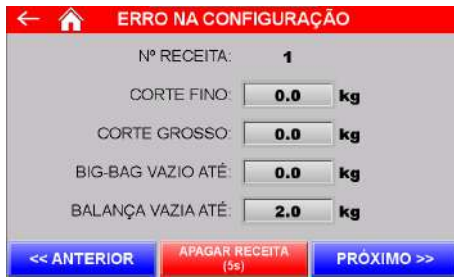 ERRO NA CONFIGURAÇÃO
Nº RECEITA: 1
CORTE FINO: 0.0 kg
CORTE GROSSO: 0.0 kg
BIG-BAG VAZIO ATÉ: 0.0 kg
BALANÇA VAZIA ATÉ: 2.0 kg
<< ANTERIOR
APAGAR RECEITA
(5s)
PRÓXIMO >>